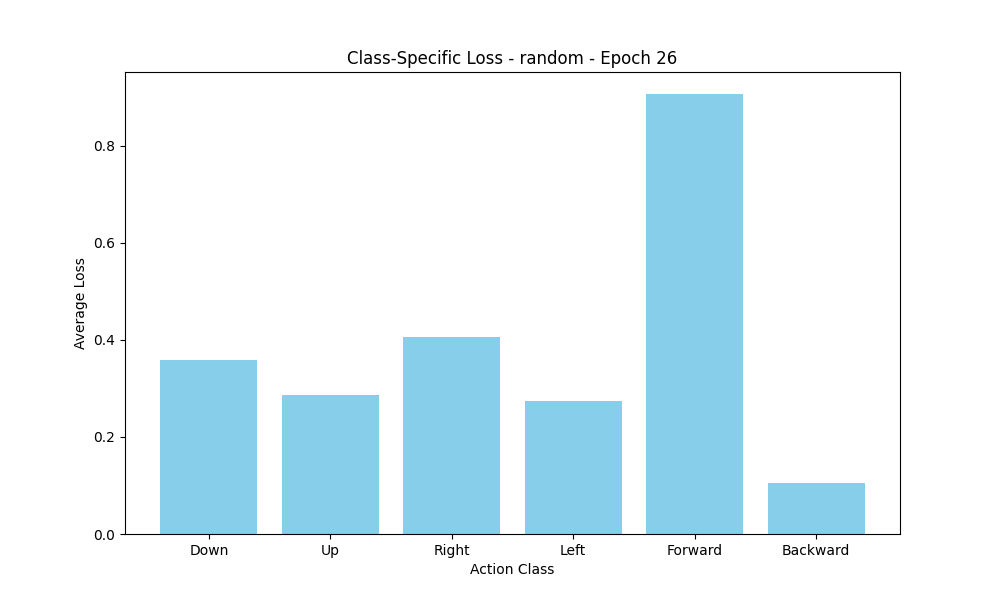 Class-Specific Loss - random - Epoch 26
Average Loss
0.8
0.6
0.4
0.2
0.0
Down Up Right Left Forward Backward
Action Class